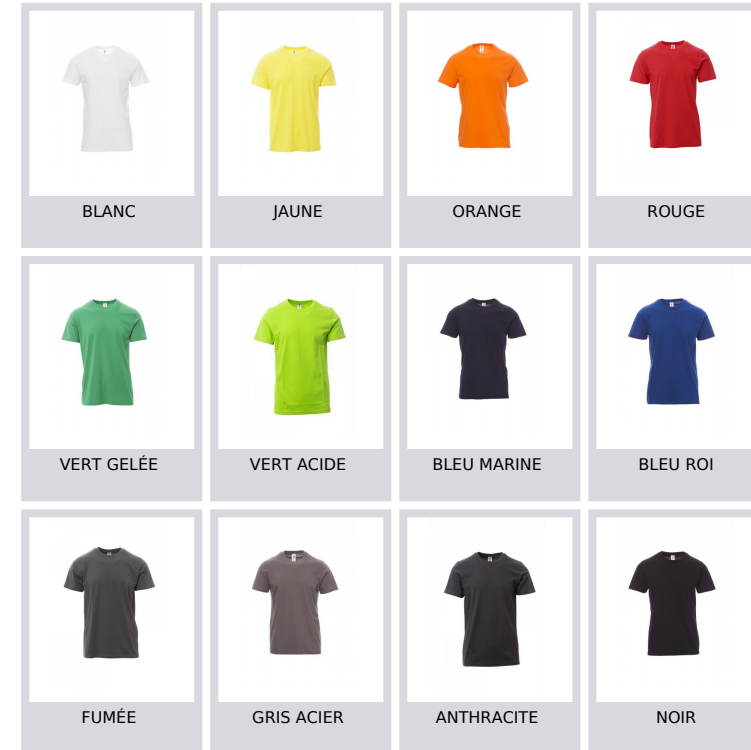 BLANC
JAUNE
ORANGE
ROUGE
VERT GELÉE
VERT ACIDE
BLEU MARINE
BLEU ROI
FUMÉE
GRIS ACIER
ANTHRACITE
NOIR